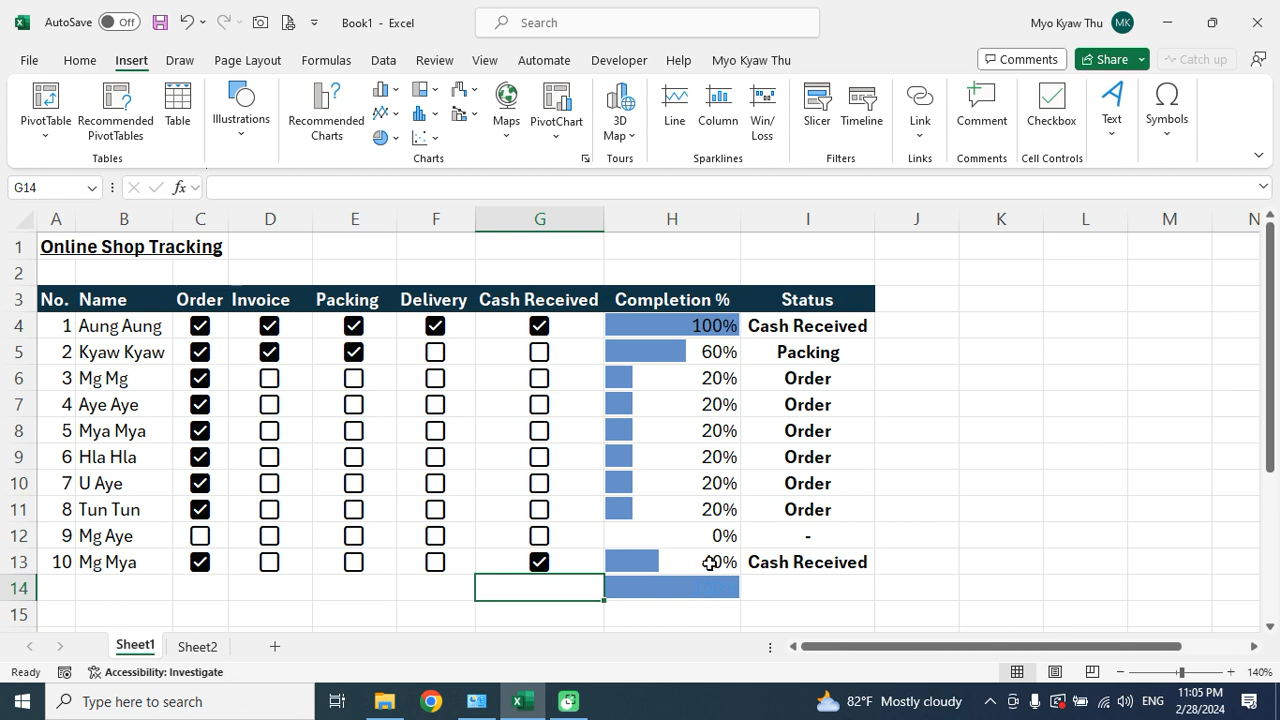 AutoSave Off Book1 - Excel Search Myo Kyaw Thu MK
File Home Insert Draw Page Layout Formulas Data Review View Automate Developer Help Myo Kyaw Thu Comments Share Catch up
PivotTable Recommended PivotTables Table Illustrations Recommended Charts Maps PivotChart 3D Map Line Column Win/Loss Slicer Timeline Link Comment Checkbox Text Symbols
Tables Charts Tours Sparklines Filters Links Comments Cell Controls
G14 fx
A B C D E F G H I J K L M N
1 Online Shop Tracking
2
3 No. Name Order Invoice Packing Delivery Cash Received Completion % Status
4 1 Aung Aung 100% Cash Received
5 2 Kyaw Kyaw 60% Packing
6 3 Mg Mg 20% Order
7 4 Aye Aye 20% Order
8 5 Mya Mya 20% Order
9 6 Hla Hla 20% Order
10 7 U Aye 20% Order
11 8 Tun Tun 20% Order
12 9 Mg Aye 0% -
13 10 Mg Mya Cash Received
14
15
Sheet1 Sheet2
Ready Accessibility: Investigate 140%
Type here to search 82°F Mostly cloudy ENG 11:05 PM
2/28/2024